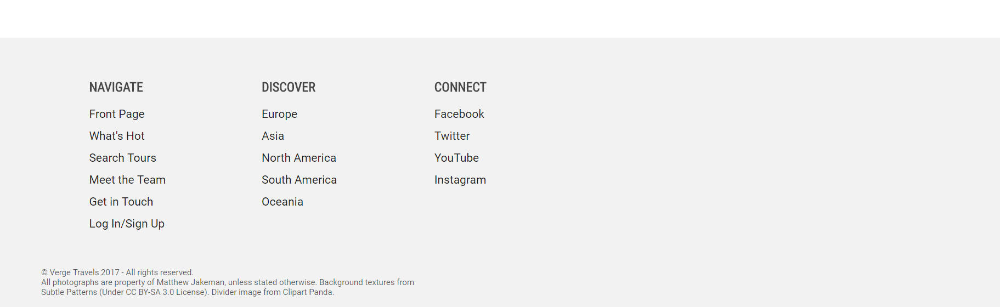 NAVIGATE
Front Page
What's Hot
Search Tours
Meet the Team
Get in Touch
Log In/Sign Up
DISCOVER
Europe
Asia
North America
South America
Oceania
CONNECT
Facebook
Twitter
YouTube
Instagram
© Verge Travels 2017 - All rights reserved.
All photographs are property of Matthew Jakeman, unless stated otherwise. Background textures from
Subtle Patterns (Under CC BY-SA 3.0 License). Divider image from Clipart Panda.